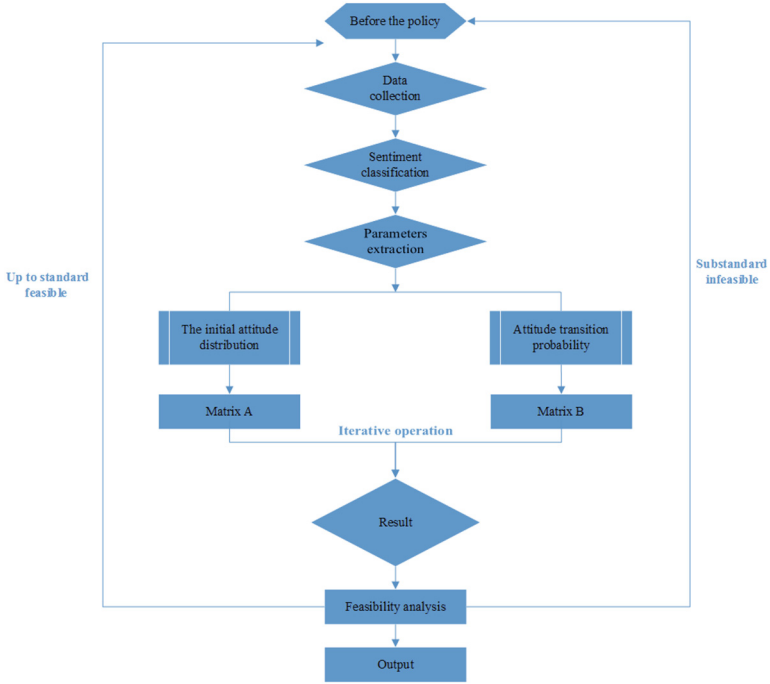 Before the policy
Data
collection
Sentiment
classification
Parameters
extraction
Up to standard
feasible
Substandard
infeasible
The initial attitude
distribution
Attitude transition
probability
Matrix A
Matrix B
Iterative operation
Result
Feasibility analysis
Output